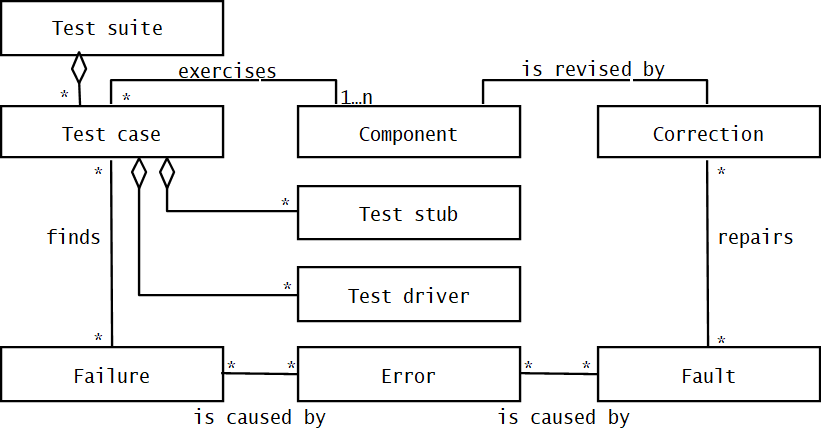 Test suite
exercises
is revised by
* *
1…n
Test case
Component
Correction
* *
* Test stub
finds
repairs
* Test driver
* *
Failure
* *
Error
* *
Fault
is caused by
is caused by